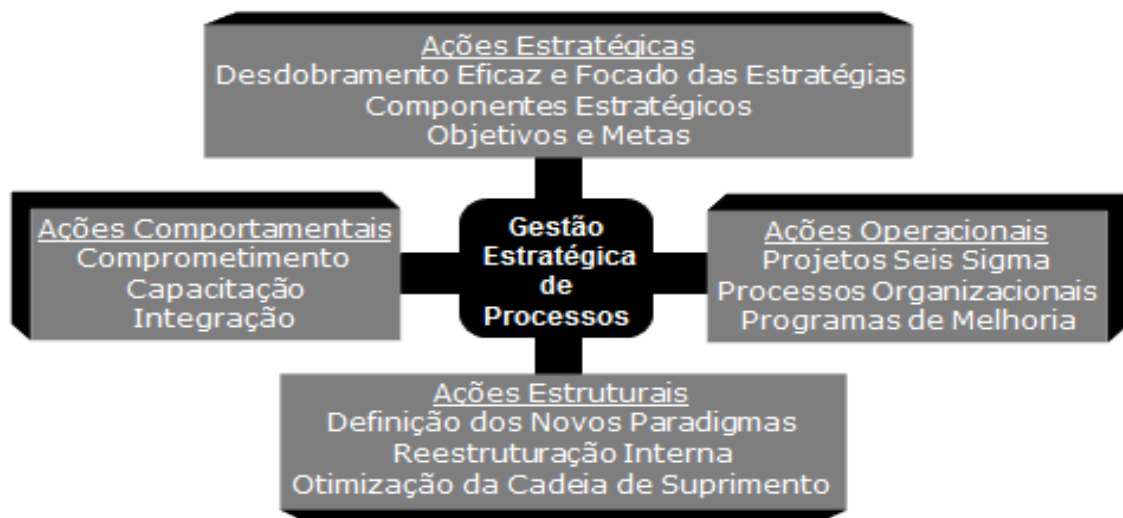 Ações Estratégicas
Desdobramento Eficaz e Focado das Estratégias
Componentes Estratégicos
Objetivos e Metas
Ações Comportamentais
Comprometimento
Capacitação
Integração
Gestão
Estratégica
de
Processos
Ações Operacionais
Projetos Seis Sigma
Processos Organizacionais
Programas de Melhoria
Ações Estruturais
Definição dos Novos Paradigmas
Reestruturação Interna
Otimização da Cadeia de Suprimento